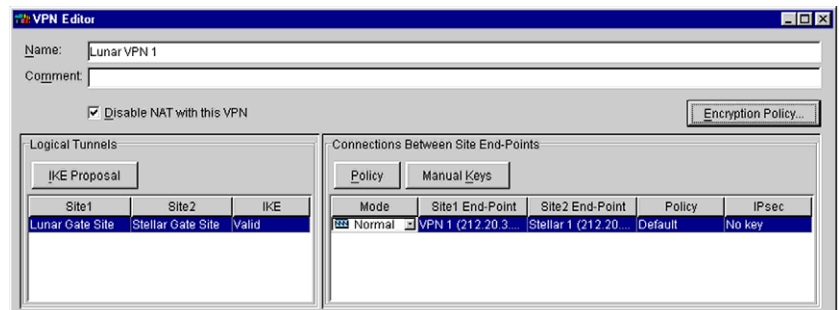 VPN Editor
Name: Lunar VPN 1
Comment:
Disable NAT with this VPN
Encryption Policy...
Logical Tunnels
IKE Proposal
Site1 Site2 IKE
Lunar Gate Site Stellar Gate Site Valid
Connections Between Site End-Points
Policy Manual Keys
Mode Site1 End-Point Site2 End-Point Policy IPsec
Normal VPN 1 (212.20.3.... Stellar 1 (212.20.... Default No key